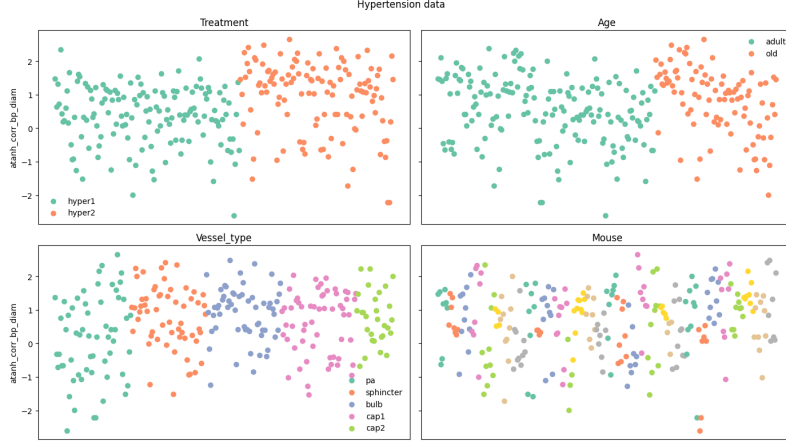 Hypertension data
Treatment
Age
atanh_corr_bp_diam
2
1
0
−1
−2
hyper1
hyper2
adult
old
Vessel_type
Mouse
atanh_corr_bp_diam
2
1
0
−1
−2
pa
sphincter
bulb
cap1
cap2